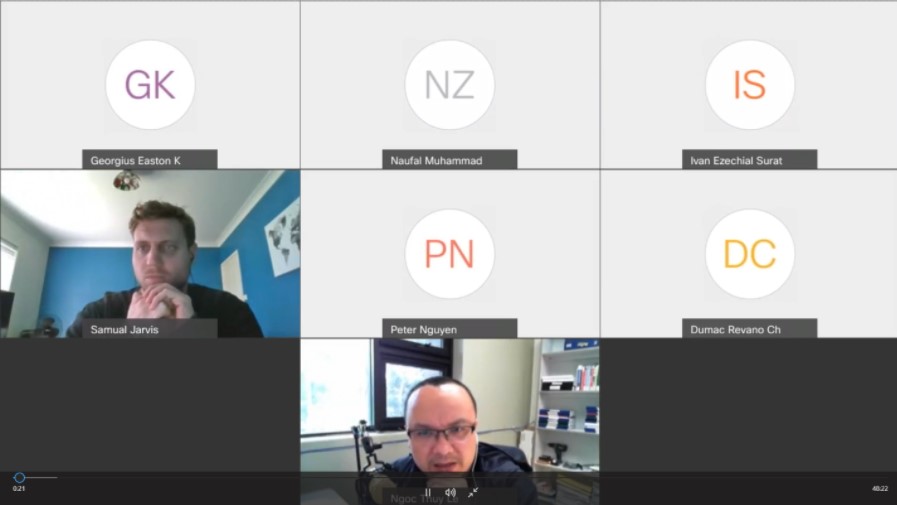 GK
NZ
IS
Georgius Easton K
Naufal Muhammad
Ivan Ezechial Surat
PN
DC
Samual Jarvis
Peter Nguyen
Dumac Revano Ch
Ngoc Thuy Le
0:21
48:22